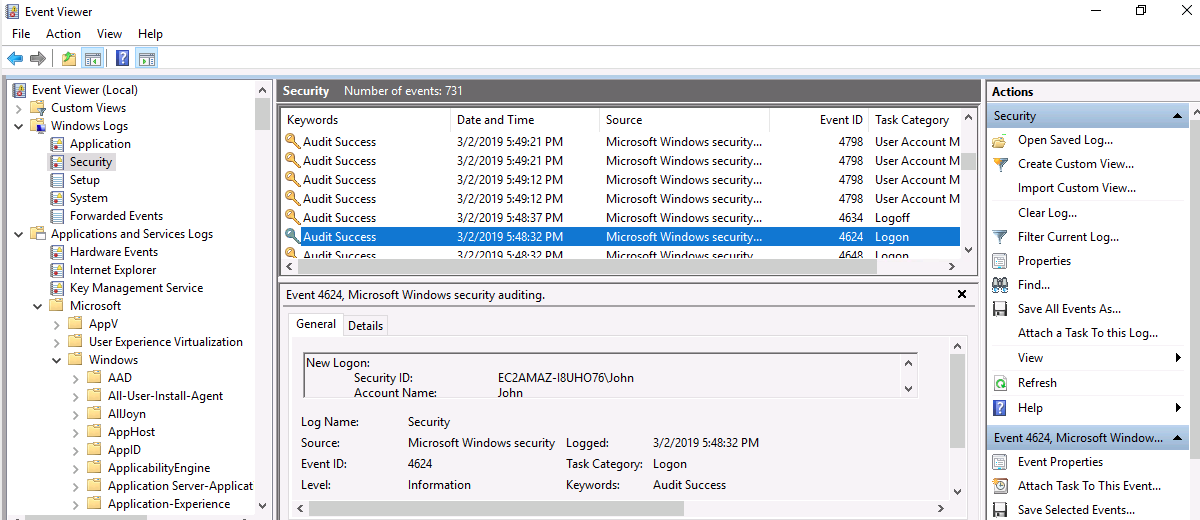 Event Viewer
File Action View Help
Event Viewer (Local)
Custom Views
Windows Logs
Application
Security
Setup
System
Forwarded Events
Applications and Services Logs
Hardware Events
Internet Explorer
Key Management Service
Microsoft
AppV
User Experience Virtualization
Windows
AAD
All-User-Install-Agent
AllJoyn
AppHost
AppID
ApplicabilityEngine
Application Server-Applicat
Application-Experience
Security Number of events: 731
Keywords Date and Time Source Event ID Task Category
Audit Success 3/2/2019 5:49:21 PM Microsoft Windows security... 4798 User Account M
Audit Success 3/2/2019 5:49:21 PM Microsoft Windows security... 4798 User Account M
Audit Success 3/2/2019 5:49:12 PM Microsoft Windows security... 4798 User Account M
Audit Success 3/2/2019 5:49:12 PM Microsoft Windows security... 4798 User Account M
Audit Success 3/2/2019 5:48:37 PM Microsoft Windows security... 4634 Logoff
Audit Success 3/2/2019 5:48:32 PM Microsoft Windows security... 4624 Logon
Audit Success 3/2/2019 5:48:32 PM Microsoft Windows security... 4648 Logon
Event 4624, Microsoft Windows security auditing.
General Details
New Logon:
Security ID: EC2AMAZ-I8UHO76\John
Account Name: John
Log Name: Security
Source: Microsoft Windows security Logged: 3/2/2019 5:48:32 PM
Event ID: 4624 Task Category: Logon
Level: Information Keywords: Audit Success
Actions
Security
Open Saved Log...
Create Custom View...
Import Custom View...
Clear Log...
Filter Current Log...
Properties
Find...
Save All Events As...
Attach a Task To this Log...
View
Refresh
Help
Event 4624, Microsoft Window...
Event Properties
Attach Task To This Event...
Save Selected Events...